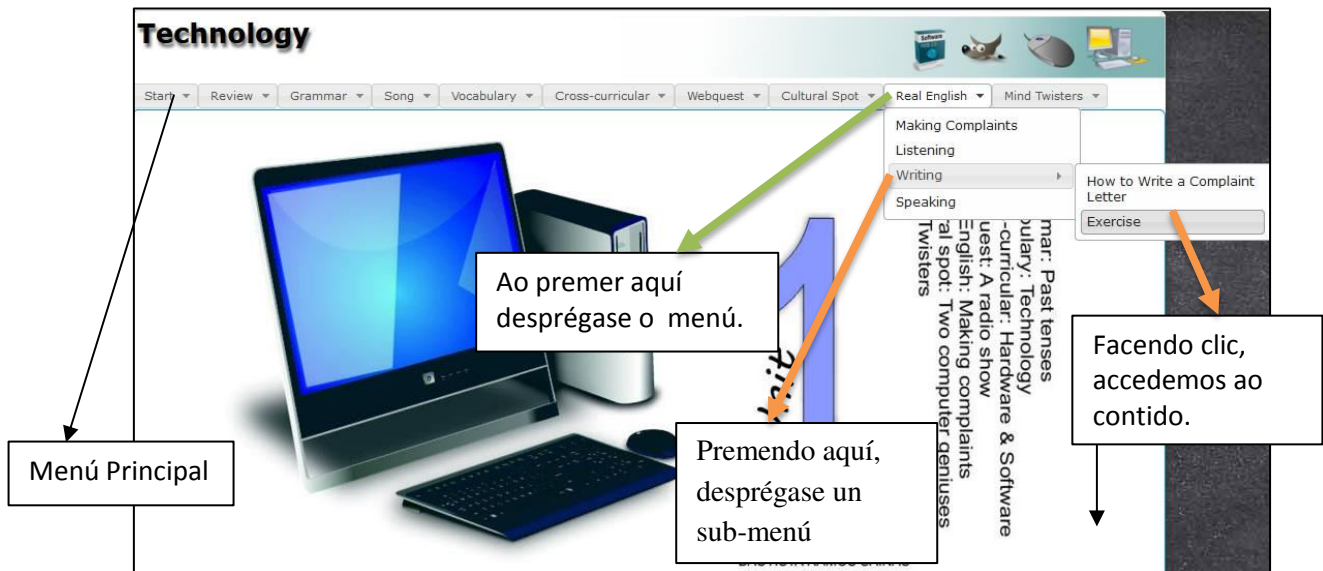 Technology
Software
Start
Review
Grammar
Song
Vocabulary
Cross-curricular
Webquest
Cultural Spot
Real English
Mind Twisters
Making Complaints
Listening
Writing
Speaking
How to Write a Complaint
Letter
Exercise
Ao premer aquí
desprégase o menú.
1
mar: Past tenses
bulary: Technology
-curricular: Hardware & Software
uest: A radio show
English: Making complaints
ral spot: Two computer geniuses
Twisters
Facendo clic,
accedemos ao
contido.
Menú Principal
Premendo aquí,
desprégase un
sub-menú